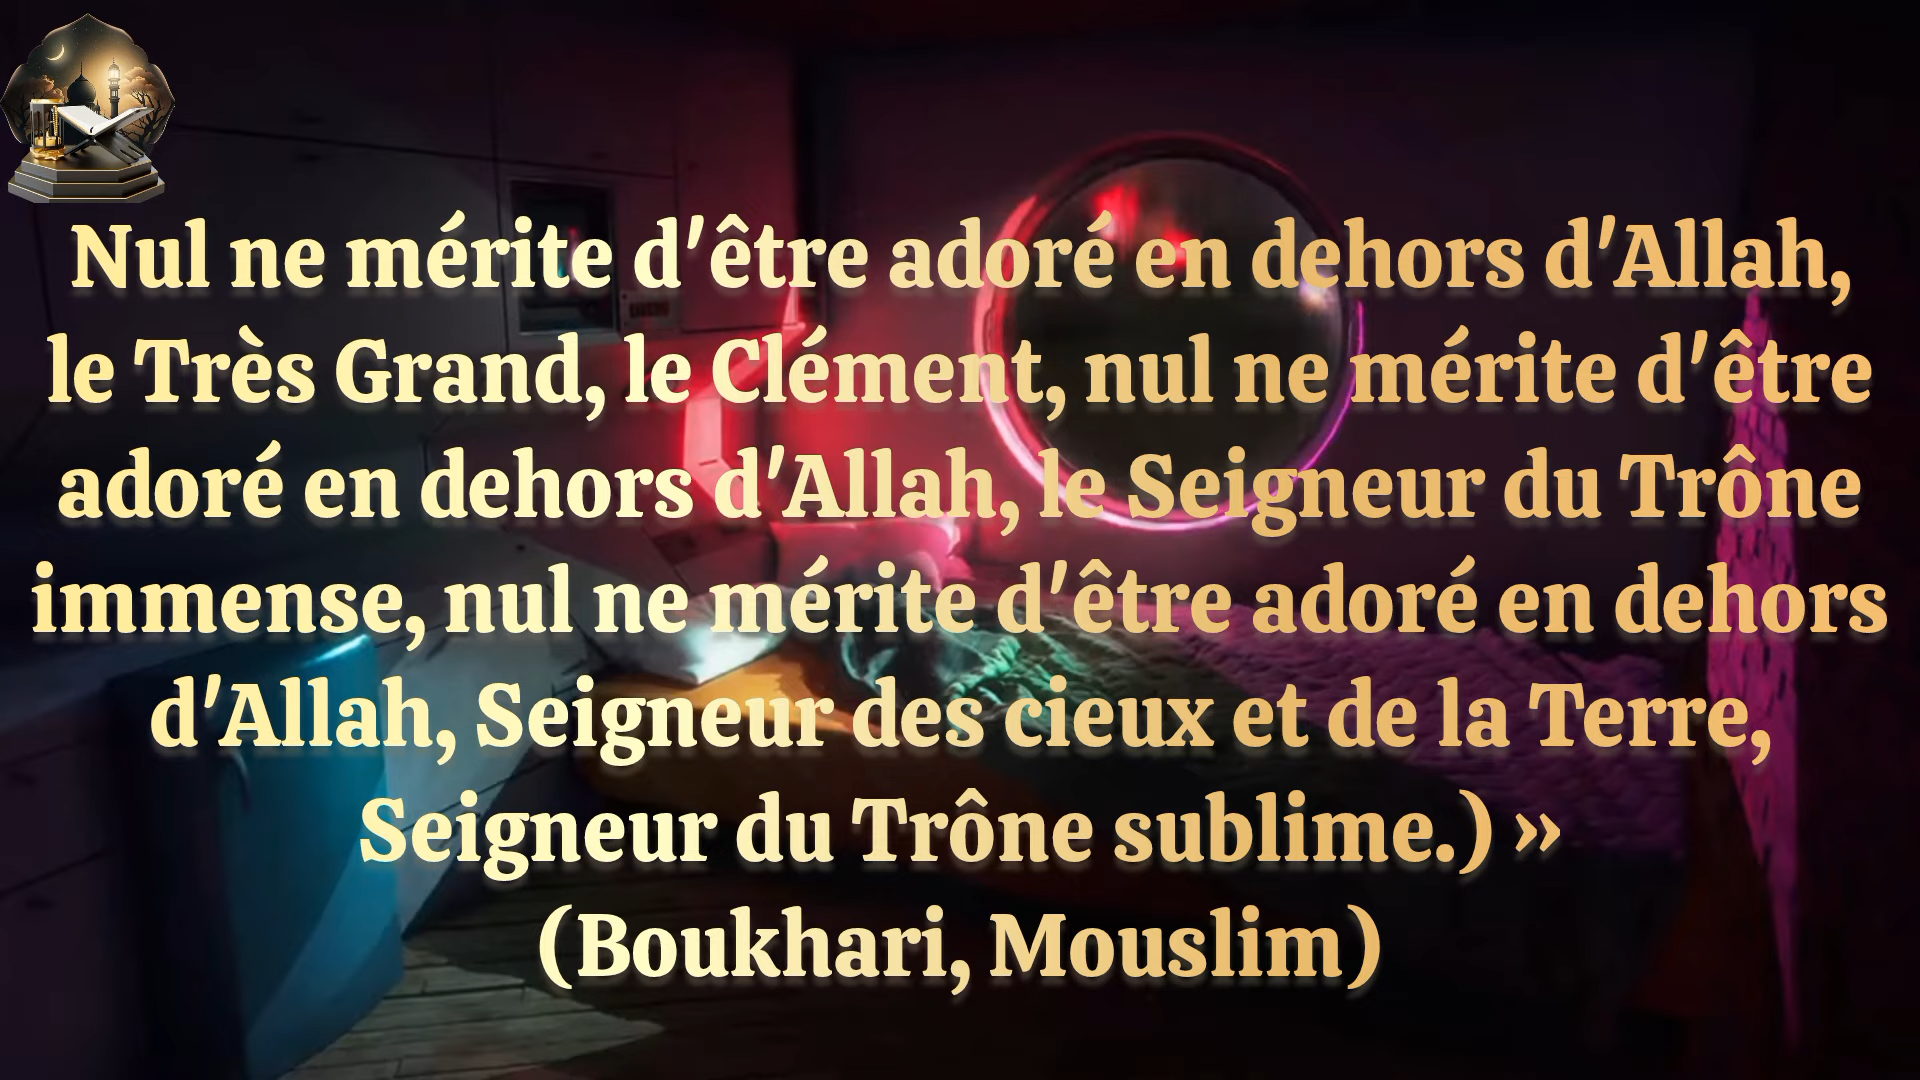 Nul ne mérite d'être adoré en dehors d'Allah,
le Très Grand, le Clément, nul ne mérite d'être
adoré en dehors d'Allah, le Seigneur du Trône
immense, nul ne mérite d'être adoré en dehors
d'Allah, Seigneur des cieux et de la Terre,
Seigneur du Trône sublime.) »
(Boukhari, Mouslim)